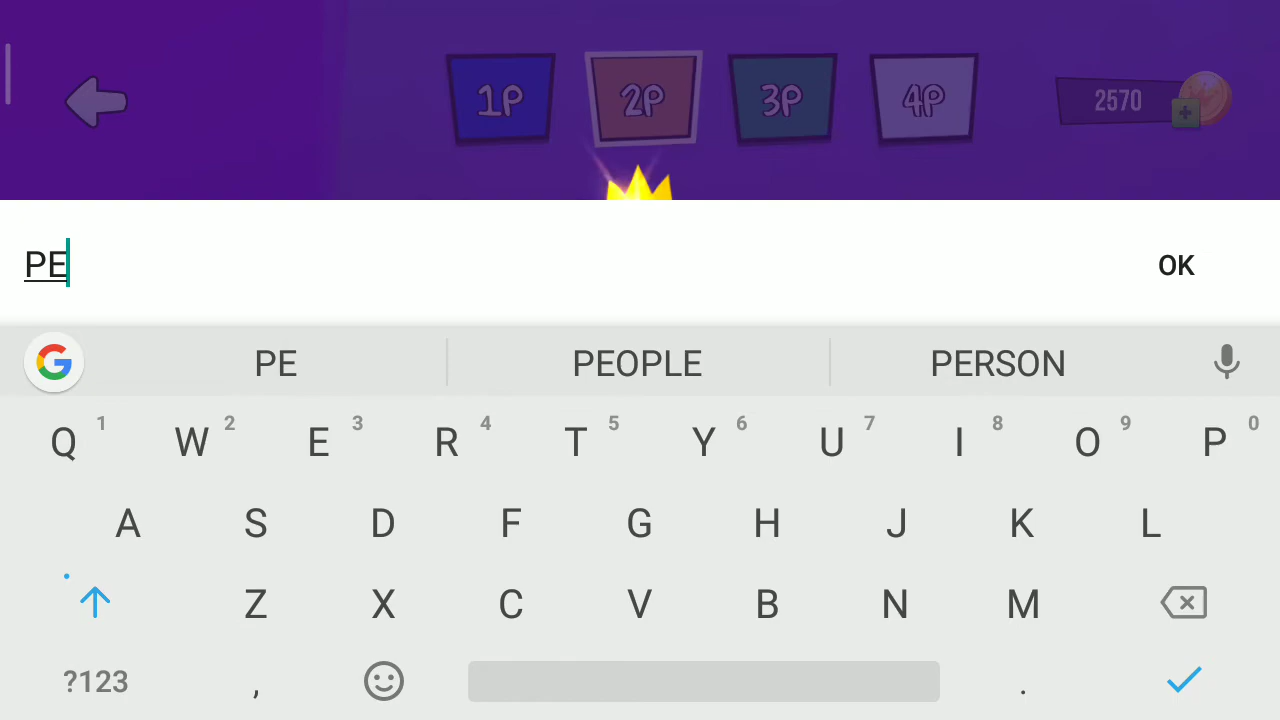 1P 2P 3P 4P 2570
PE OK
PE PEOPLE PERSON
Q 1 W 2 E 3 R 4 T 5 Y 6 U 7 I 8 O 9 P 0
A S D F G H J K L
Z X C V B N M
?123 , .